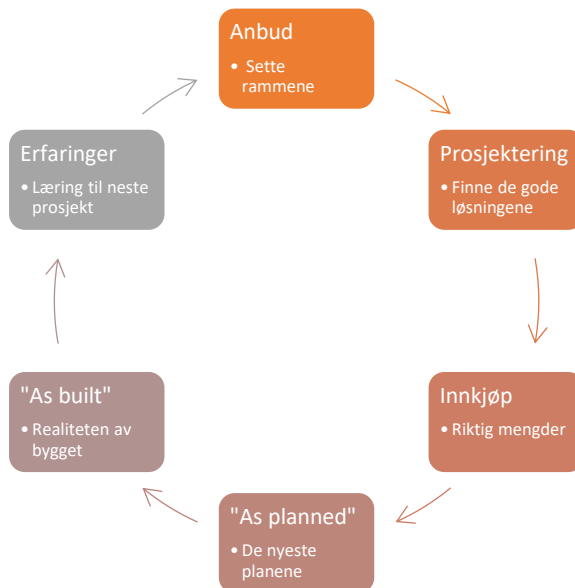 Anbud
• Sette
rammene
Prosjektering
• Finne de gode
løsningene
Innkjøp
• Riktig mengder
"As planned"
• De nyeste
planene
"As built"
• Realiteten av
bygget
Erfaringer
• Læring til neste
prosjekt